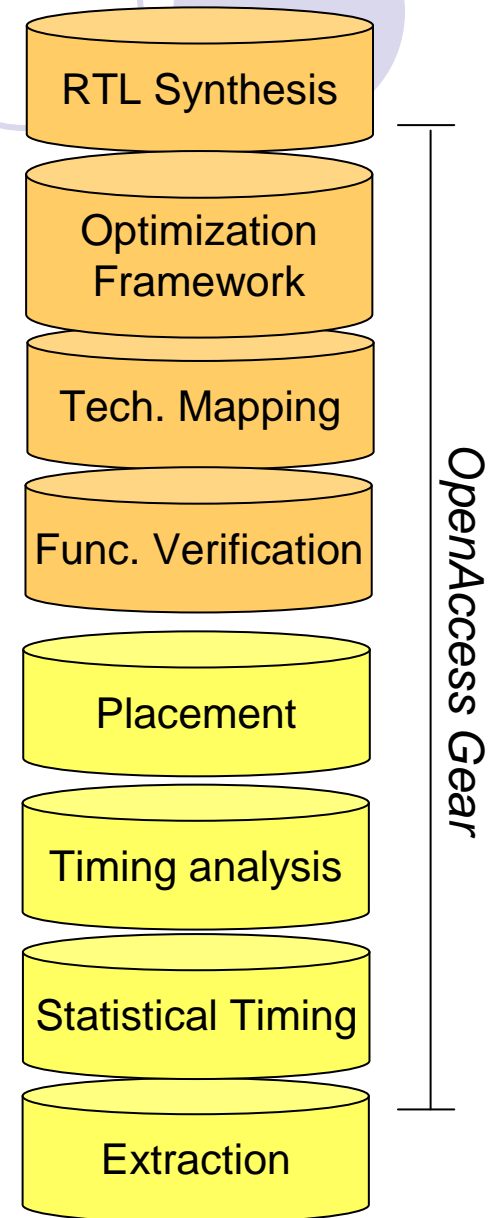 RTL Synthesis
Optimization
Framework
Tech. Mapping
Func. Verification
Placement
Timing analysis
Statistical Timing
Extraction
OpenAccess Gear